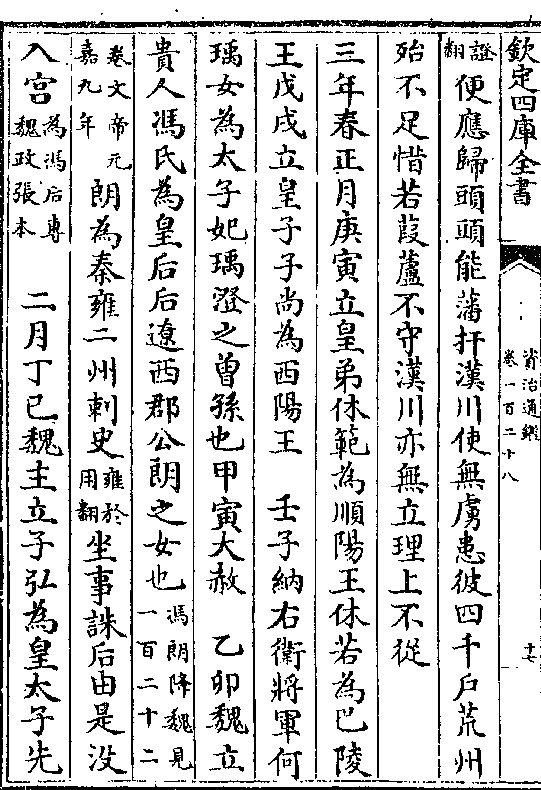 欽定四庫全書
資治通鑑
卷一百二十八
十七
證翻便應歸頭頭能藩扞漢川使無虜患彼四千戶荒州
殆不足惜若葭蘆不守漢川亦無立理上不從
三年春正月庚寅立皇弟休範為順陽王休若為巴陵
王戊戌立皇子子尚為西陽王　壬子納右衛將軍何
瑀女為太子妃瑀澄之曾孫也甲寅大赦　乙卯魏立
貴人馮氏為皇后后遼西郡公朗之女也馮朗降魏見一百二十二
卷文帝元嘉九年朗為秦雍二州刺史雍於用翻坐事誅后由是沒
入宮為馮后專魏政張本　二月丁巳魏主立子弘為皇太子先